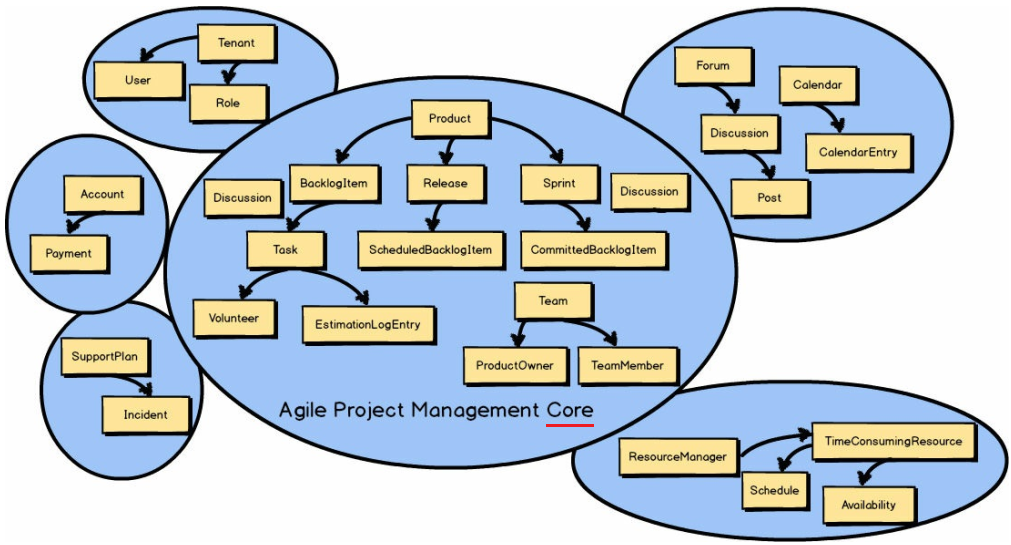 Tenant
User
Role
Forum
Calendar
Discussion
CalendarEntry
Post
Account
Payment
SupportPlan
Incident
Product
BacklogItem
Release
Sprint
Discussion
Discussion
Task
ScheduledBacklogItem
CommittedBacklogItem
Volunteer
EstimationLogEntry
Team
ProductOwner
TeamMember
Agile Project Management Core
ResourceManager
TimeConsumingResource
Schedule
Availability